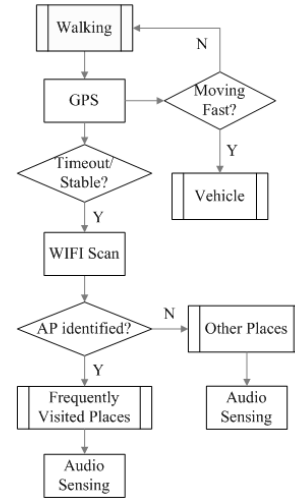 Walking
N
GPS
Moving
Fast?
Timeout/
Stable?
Y
Vehicle
Y
WIFI Scan
AP identified?
N
Other Places
Y
Frequently
Visited Places
Audio
Sensing
Audio
Sensing